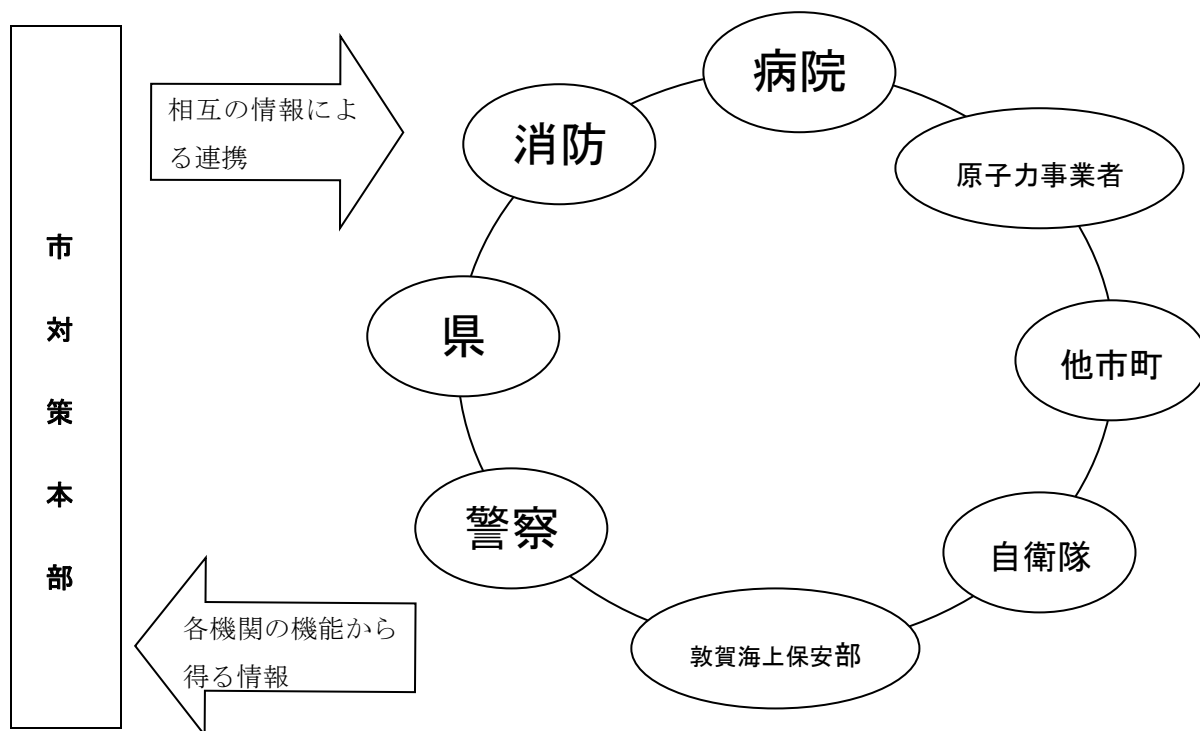 市対策本部
相互の情報によ
る連携
病院
消防
原子力事業者
県
他市町
警察
自衛隊
敦賀海上保安部
各機関の機能から
得る情報